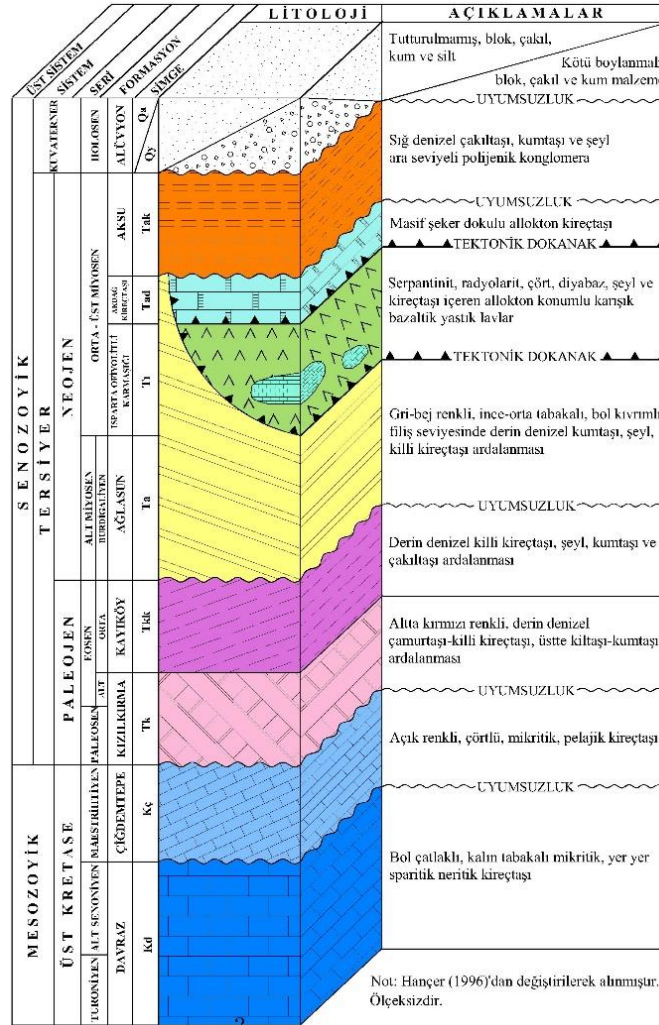 LİTOLOJİ
AÇIKLAMALAR
ÜST SİSTEM
SİSTEM
SERİ
FORMASYON
SİMGE
Tutturulmamış, blok, çakıl,
kum ve silt
Kötü boylanmalı
blok, çakıl ve kum malzeme
UYUMSUZLUK
KUVATERNER
HOLOSEN
ALÜVYON
Qa
Qy
Sığ denizel çakıltaşı, kumtaşı ve şeyl
ara seviyeli polijenik konglomera
UYUMSUZLUK
SENOZOYİK
TERSİYER
NEOJEN
ORTA - ÜST MİYOSEN
AKSU
Tak
Masif şeker dokulu allokton kireçtaşı
TEKTONİK DOKANAK
AKDAĞ
KİREÇTAŞI
Tad
Serpantinit, radyolarit, çört, diyabaz, şeyl ve
kireçtaşı içeren allokton konumlu karışık
bazaltik yastık lavlar
TEKTONİK DOKANAK
ISPARTA OFİYOLİTLİ
KARMAŞIĞI
Tı
Gri-bej renkli, ince-orta tabakalı, bol kıvrımlı
filiş seviyesinde derin denizel kumtaşı, şeyl,
killi kireçtaşı ardalanması
UYUMSUZLUK
ALT MİYOSEN
BURDİGALİYEN
AĞLASUN
Ta
Derin denizel killi kireçtaşı, şeyl, kumtaşı ve
çakıltaşı ardalanması
PALEOJEN
EOSEN
ORTA
KAYIKÖY
Tkk
Altta kırmızı renkli, derin denizel
çamurtaşı-killi kireçtaşı, üstte kiltaşı-kumtaşı
ardalanması
UYUMSUZLUK
ALT
PALEOSEN
KIZILKIRMA
Tk
Açık renkli, çörtlü, mikritik, pelajik kireçtaşı
UYUMSUZLUK
MESOZOYİK
ÜST KRETASE
MAESTRİHTİYEN
ÇİĞDEMTEPE
Kç
Bol çatlaklı, kalın tabakalı mikritik, yer yer
sparitik neritik kireçtaşı
TURONİYEN
ALT SENONİYEN
DAVRAZ
Kd
?
Not: Hançer (1996)'dan değiştirilerek alınmıştır.
Ölçeksizdir.